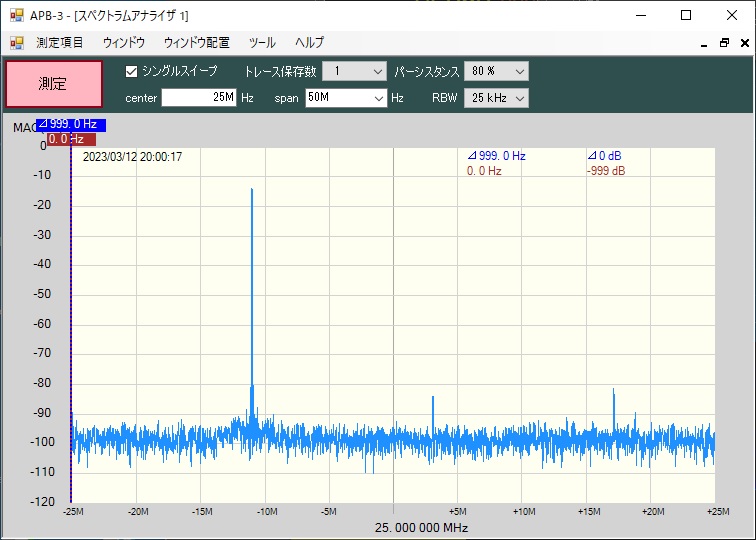 APB-3 - [スペクトラムアナライザ 1]
測定項目 ウィンドウ ウィンドウ配置 ツール ヘルプ
測定 シングルスイープ トレース保存数 1 パーシスタンス 80 %
center 25M Hz span 50M Hz RBW 25 kHz
⊿ 999. 0 Hz
0. 0 Hz
2023/03/12 20:00:17 ⊿ 999. 0 Hz ⊿ 0 dB
0. 0 Hz -999 dB
0
-10
-20
-30
-40
-50
-60
-70
-80
-90
-100
-110
-120
-25M -20M -15M -10M -5M +5M +10M +15M +20M +25M
25. 000 000 MHz